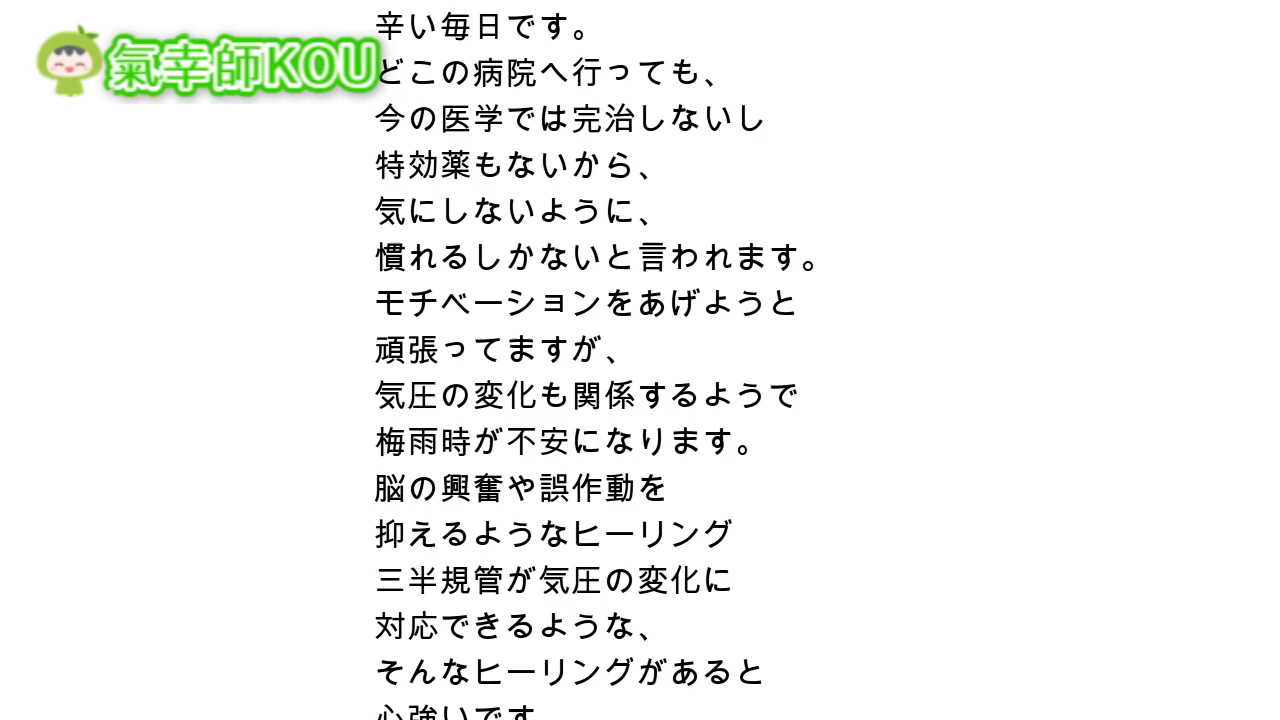 辛い毎日です。
氣幸師KOU
どこの病院へ行っても、
今の医学では完治しないし
特効薬もないから、
気にしないように、
慣れるしかないと言われます。
モチベーションをあげようと
頑張ってますが、
気圧の変化も関係するようで
梅雨時が不安になります。
脳の興奮や誤作動を
抑えるようなヒーリング
三半規管が気圧の変化に
対応できるような、
そんなヒーリングがあると
心強いです